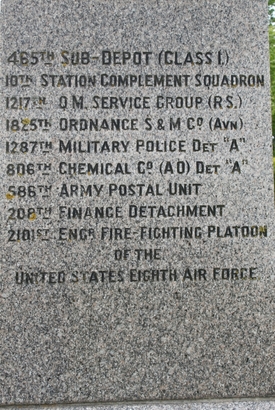 465TH SUB-DEPOT (CLASS 1.)
10TH STATION COMPLEMENT SQUADRON
1217TH Q.M. SERVICE GROUP (R.S.)
1825TH ORDNANCE S & M CO (AVN)
1287TH MILITARY POLICE DET "A"
806TH CHEMICAL CO (A O) DET "A"
586TH ARMY POSTAL UNIT
208TH FINANCE DETACHMENT
2101ST ENGR FIRE-FIGHTING PLATOON
OF THE
UNITED STATES EIGHTH AIR FORCE